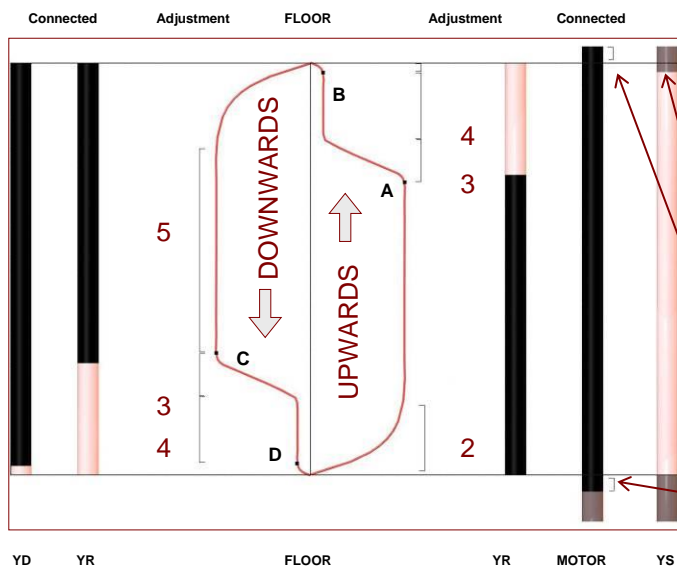 Connected Adjustment FLOOR Adjustment Connected
B
4
A
3
5
DOWNWARDS
UPWARDS
C
3
4
D
2
YD YR FLOOR YR MOTOR YS